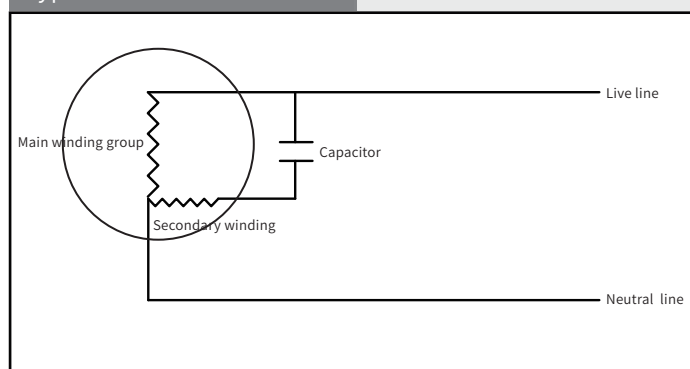 Live line
Main winding group
Capacitor
Secondary winding
Neutral line